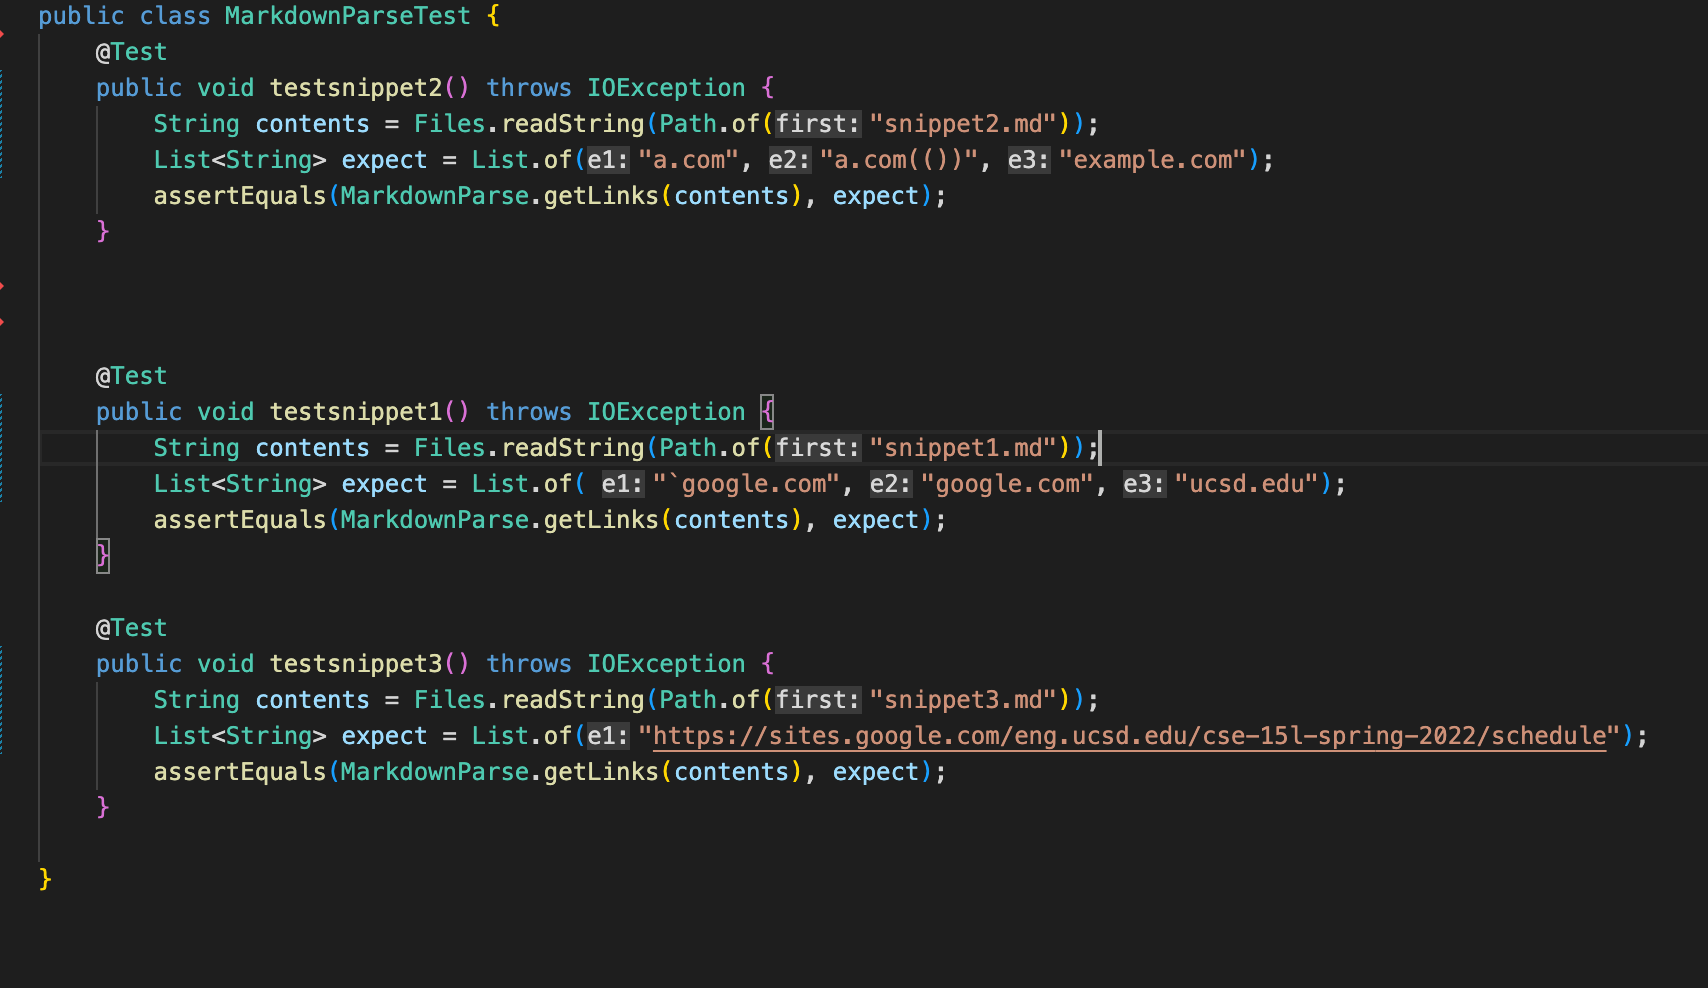 public class MarkdownParseTest {
@Test
public void testsnippet2() throws IOException {
String contents = Files.readString(Path.of(first: "snippet2.md"));
List<String> expect = List.of(e1: "a.com", e2: "a.com(())", e3: "example.com");
assertEquals(MarkdownParse.getLinks(contents), expect);
}
@Test
public void testsnippet1() throws IOException {
String contents = Files.readString(Path.of(first: "snippet1.md"));
List<String> expect = List.of( e1: "`google.com", e2: "google.com", e3: "ucsd.edu");
assertEquals(MarkdownParse.getLinks(contents), expect);
}
@Test
public void testsnippet3() throws IOException {
String contents = Files.readString(Path.of(first: "snippet3.md"));
List<String> expect = List.of(e1: "https://sites.google.com/eng.ucsd.edu/cse-15l-spring-2022/schedule");
assertEquals(MarkdownParse.getLinks(contents), expect);
}
}